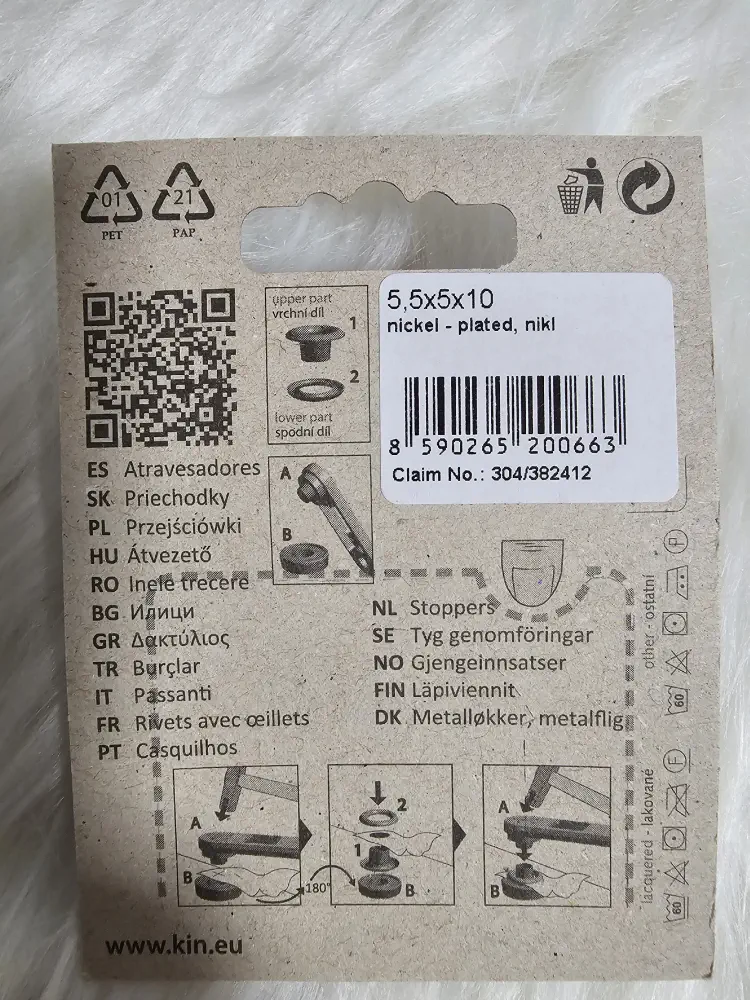 01
PET
21
PAP
upper part
vrchní díl
1
2
lower part
spodní díl
5,5x5x10
nickel - plated, nikl
8 590265 200663
Claim No.: 304/382412
A
B
ES Atravesadores
SK Priechodky
PL Przejściówki
HU Átvezető
RO Inele trecere
BG Илици
GR Δακτύλιος
TR Burçlar
IT Passanti
FR Rivets avec œillets
PT Casquilhos
NL Stoppers
SE Tyg genomföringar
NO Gjengeinnsatser
FIN Läpiviennit
DK Metalløkker, metalflig
other - ostatní
P
60
lacquered - lakované
F
60
A
B
180°
2
1
B
A
B
www.kin.eu